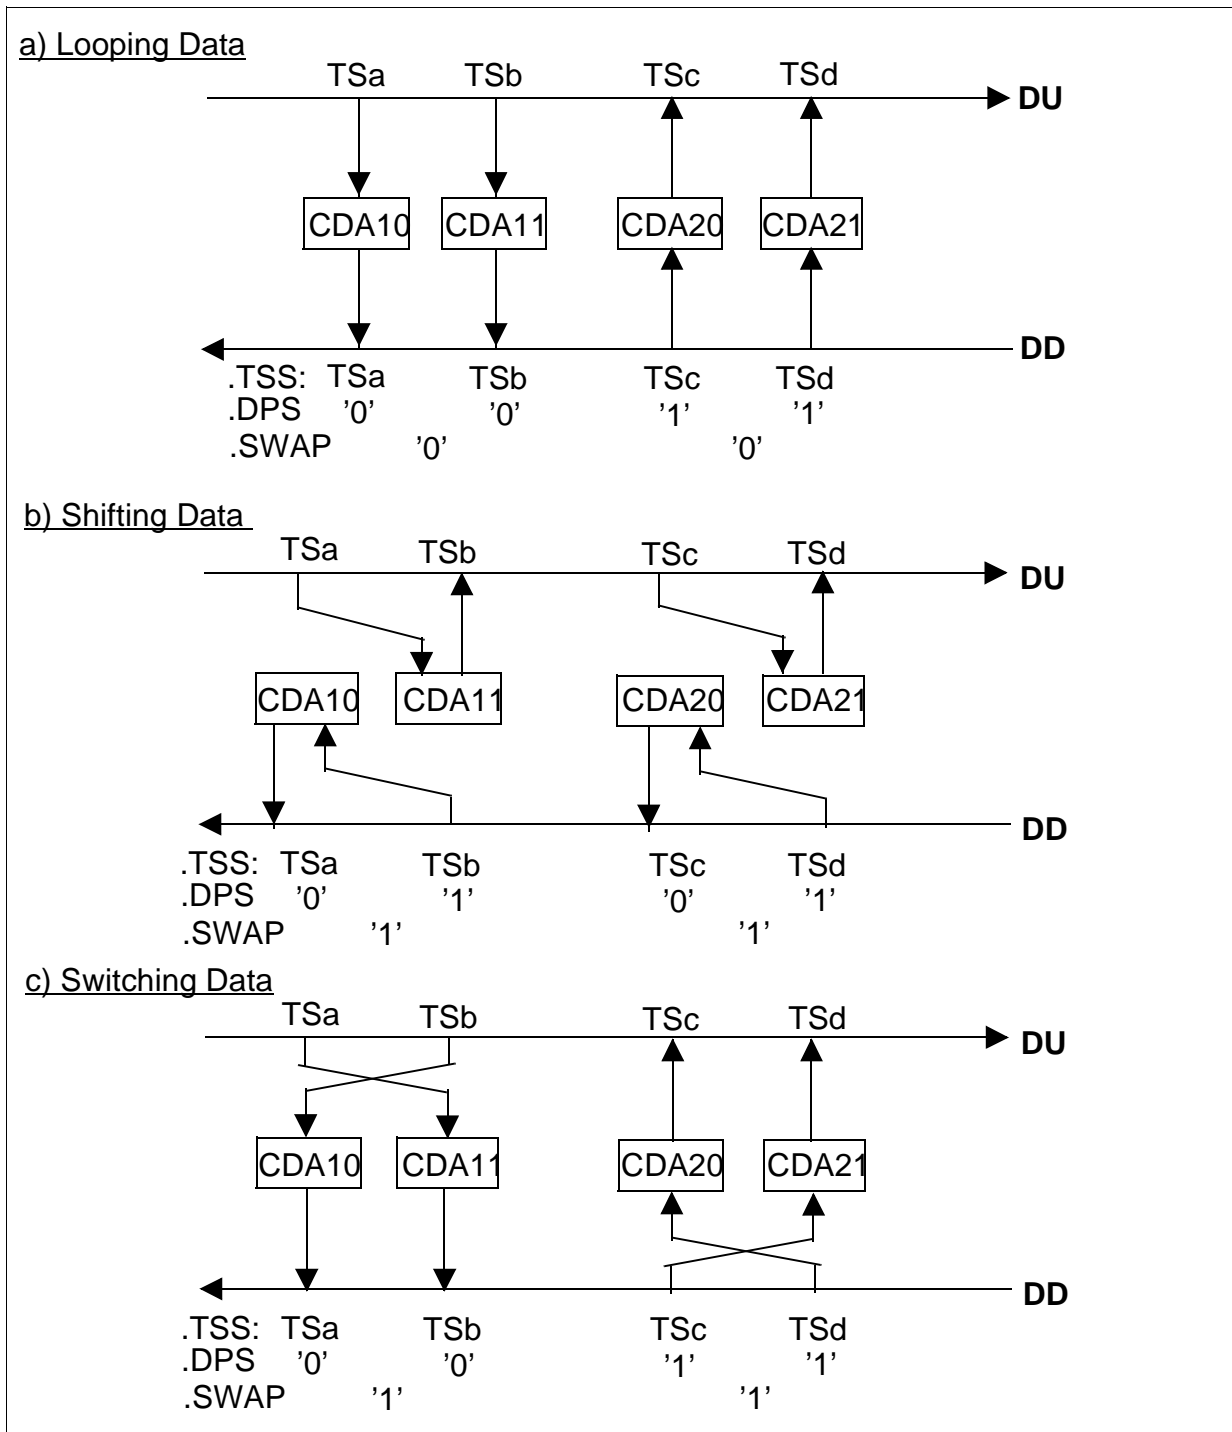 a) Looping Data
TSa TSb TSc TSd
DU
CDA10 CDA11 CDA20 CDA21
DD
.TSS: TSa TSb TSc TSd
.DPS ’0’ ’0’ ’1’ ’1’
.SWAP ’0’ ’0’
b) Shifting Data
TSa TSb TSc TSd
DU
CDA10 CDA11 CDA20 CDA21
DD
.TSS: TSa TSb TSc TSd
.DPS ’0’ ’1’ ’0’ ’1’
.SWAP ’1’ ’1’
c) Switching Data
TSa TSb TSc TSd
DU
CDA10 CDA11 CDA20 CDA21
DD
.TSS: TSa TSb TSc TSd
.DPS ’0’ ’0’ ’1’ ’1’
.SWAP ’1’ ’1’